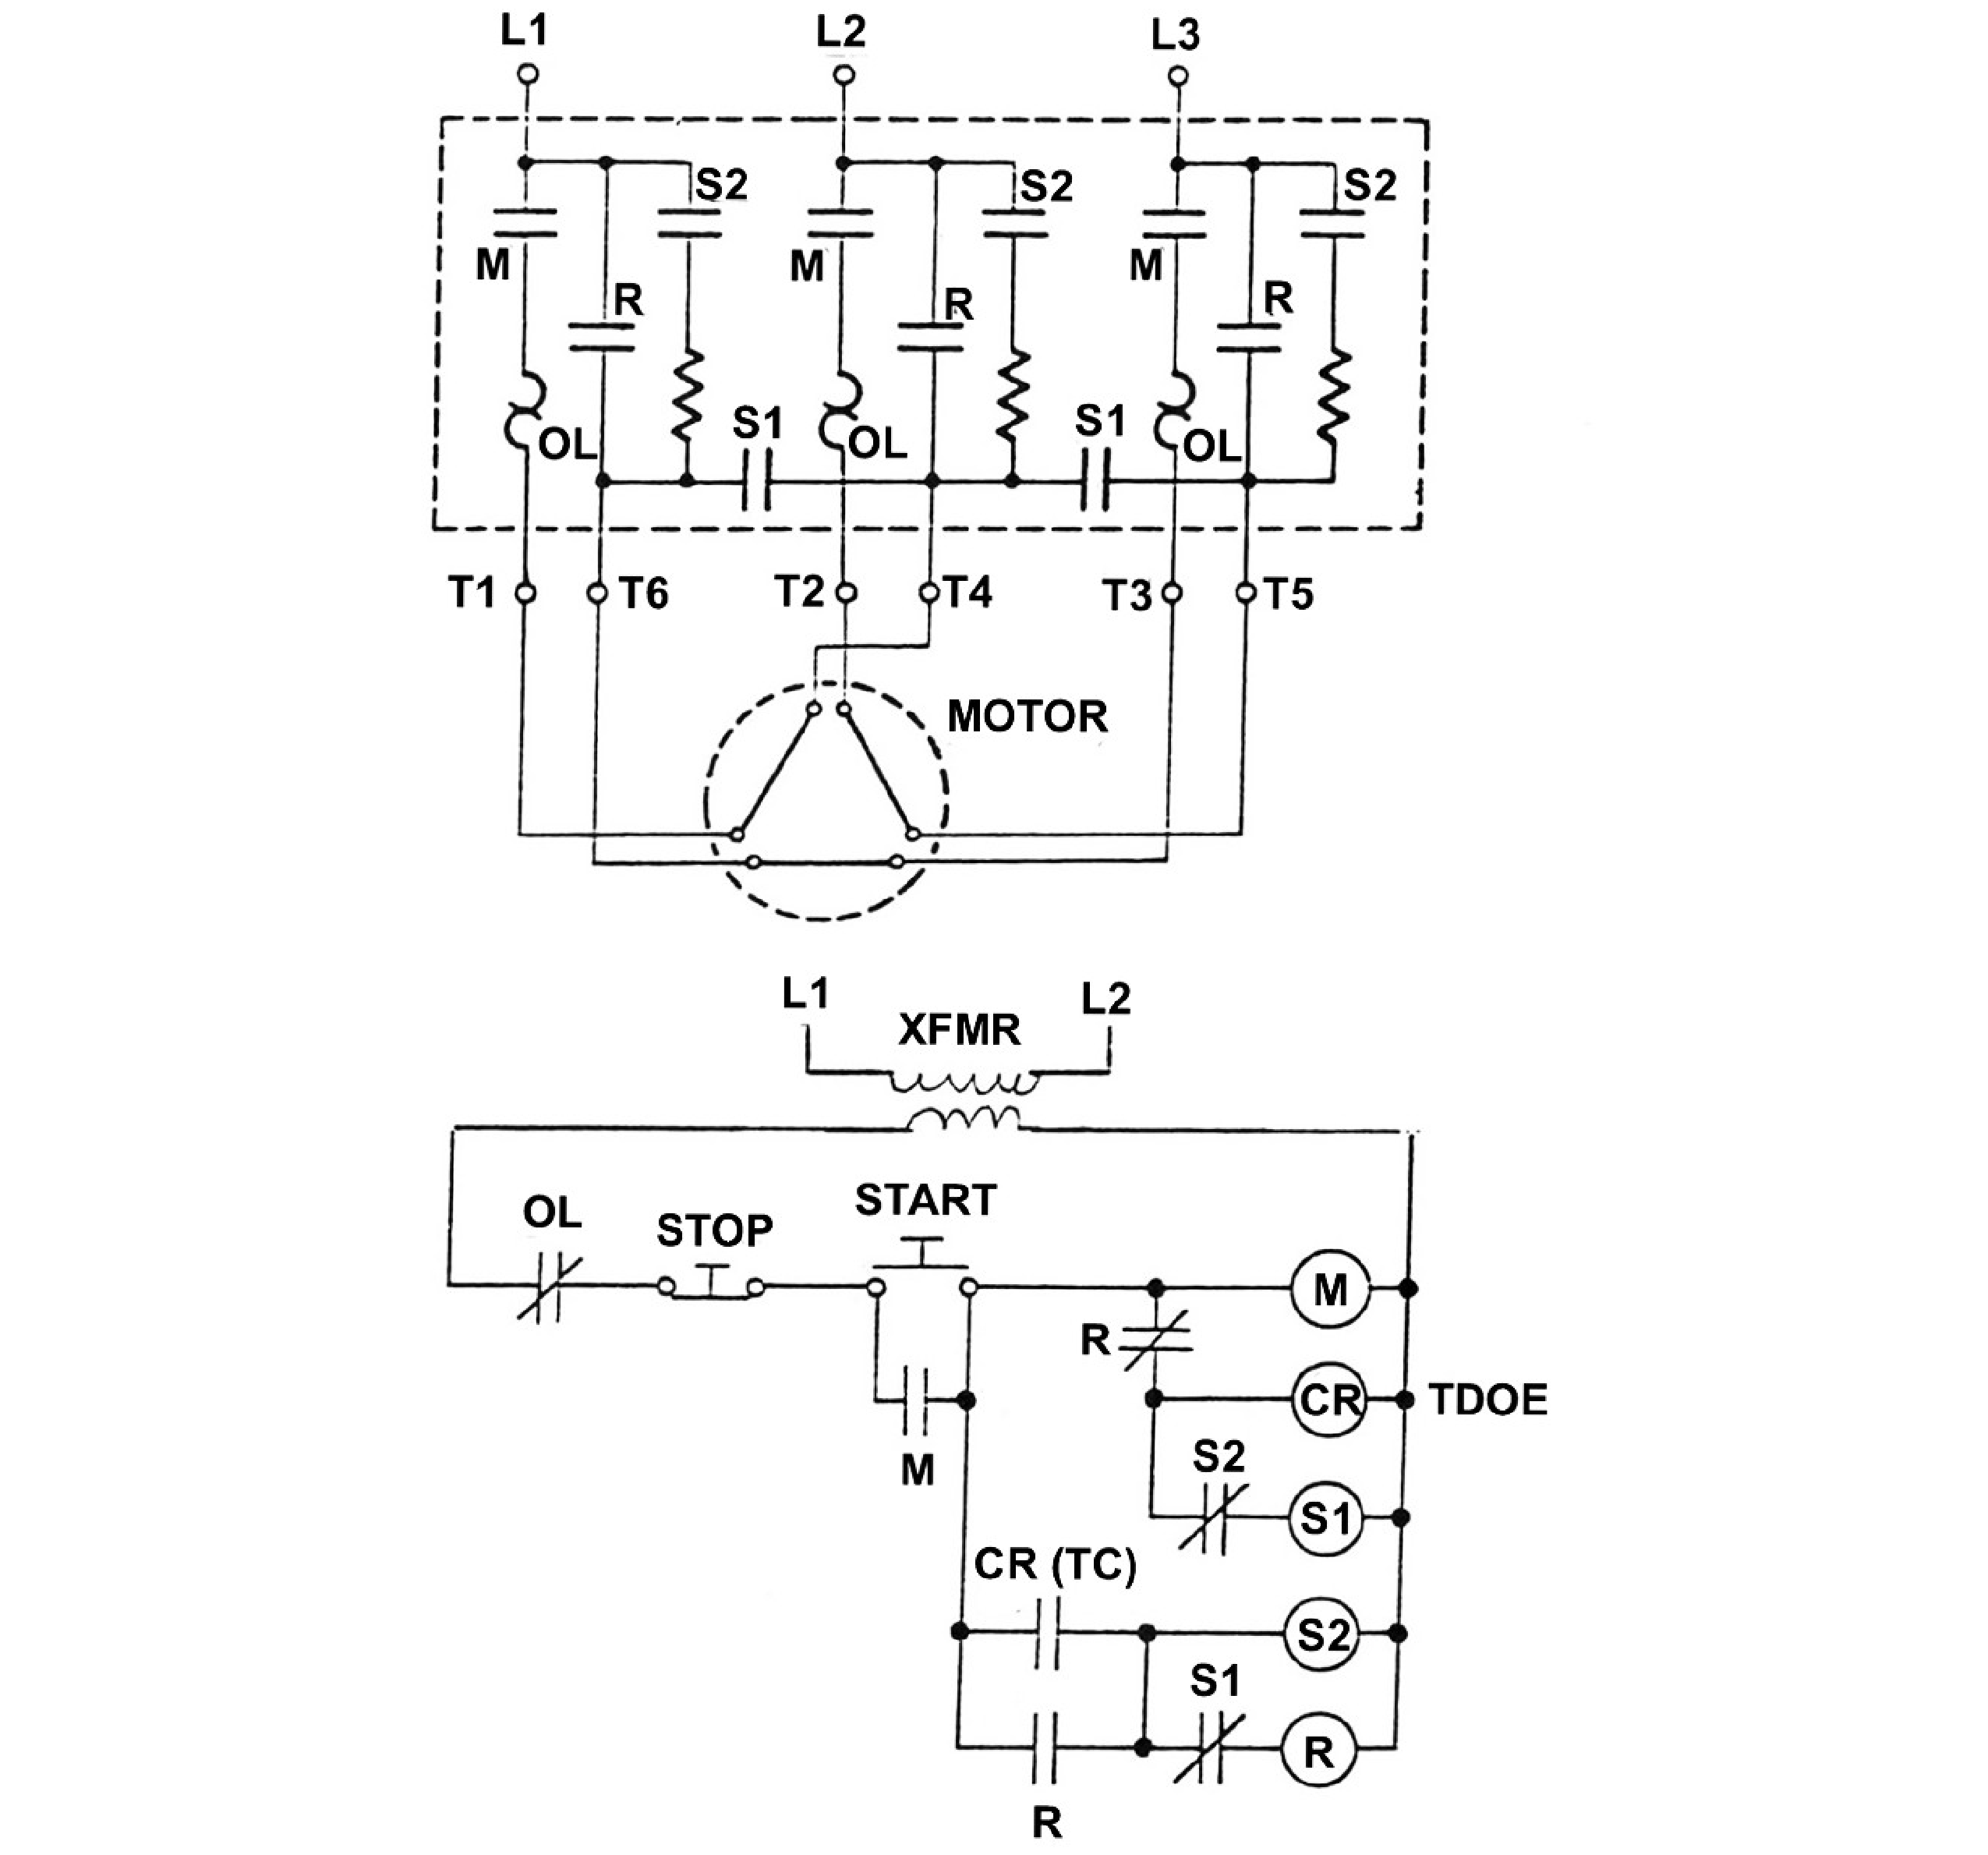 L1 L2 L3
S2 S2 S2
M M M
R R R
S1 S1
OL OL OL
T1 T6 T2 T4 T3 T5
MOTOR
L1 L2
XFMR
START
OL STOP
M
R
CR TDOE
M
S2
S1
CR (TC)
S2
S1
R
R